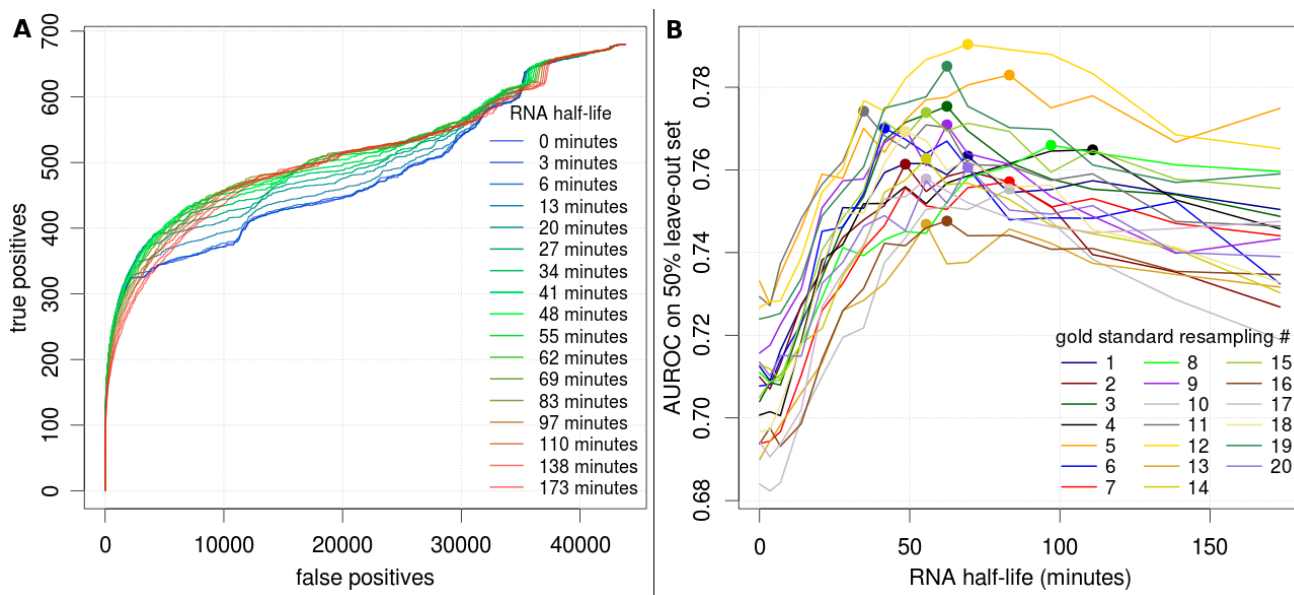 A
700
600
500
400
300
200
100
0
true positives
RNA half-life
0 minutes
3 minutes
6 minutes
13 minutes
20 minutes
27 minutes
34 minutes
41 minutes
48 minutes
55 minutes
62 minutes
69 minutes
83 minutes
97 minutes
110 minutes
138 minutes
173 minutes
0 10000 20000 30000 40000
false positives
B
0.78
0.76
0.74
0.72
0.70
0.68
AUROC on 50% leave-out set
gold standard resampling #
1 8 15
2 9 16
3 10 17
4 11 18
5 12 19
6 13 20
7 14
0 50 100 150
RNA half-life (minutes)